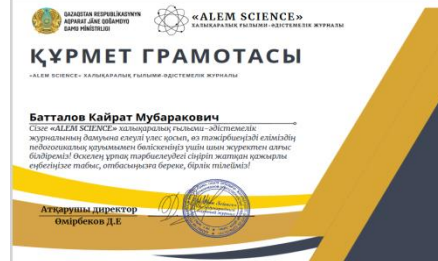 QAZAQSTAN RESPÝBLIKASYNYŃ
AQPARAT JÁNE QOǴAMDYQ
DAMÝ MINISTRLIGI
«ALEM SCIENCE»
ХАЛЫҚАРАЛЫҚ ҒЫЛЫМИ-ӘДІСТЕМЕЛІК ЖУРНАЛЫ
ҚҰРМЕТ ГРАМОТАСЫ
«ALEM SCIENCE» ХАЛЫҚАРАЛЫҚ ҒЫЛЫМИ-ӘДІСТЕМЕЛІК ЖУРНАЛЫ
Батталов Кайрат Мубаракович
Сізге «ALEM SCIENCE» халықаралық ғылыми-әдістемелік
журналының дамуына елеулі үлес қосып, өз тәжірибеңізді еліміздің
педогогикалық қауымымен бөліскеніңіз үшін шын жүректен алғыс
білдіреміз! Өскелең ұрпақ тәрбиелеудегі сіңіріп жатқан қажырлы
еңбегіңізге табыс, отбасыңызға береке, бірлік тілейміз!
Атқарушы директор
Өмірбеков Д.Е